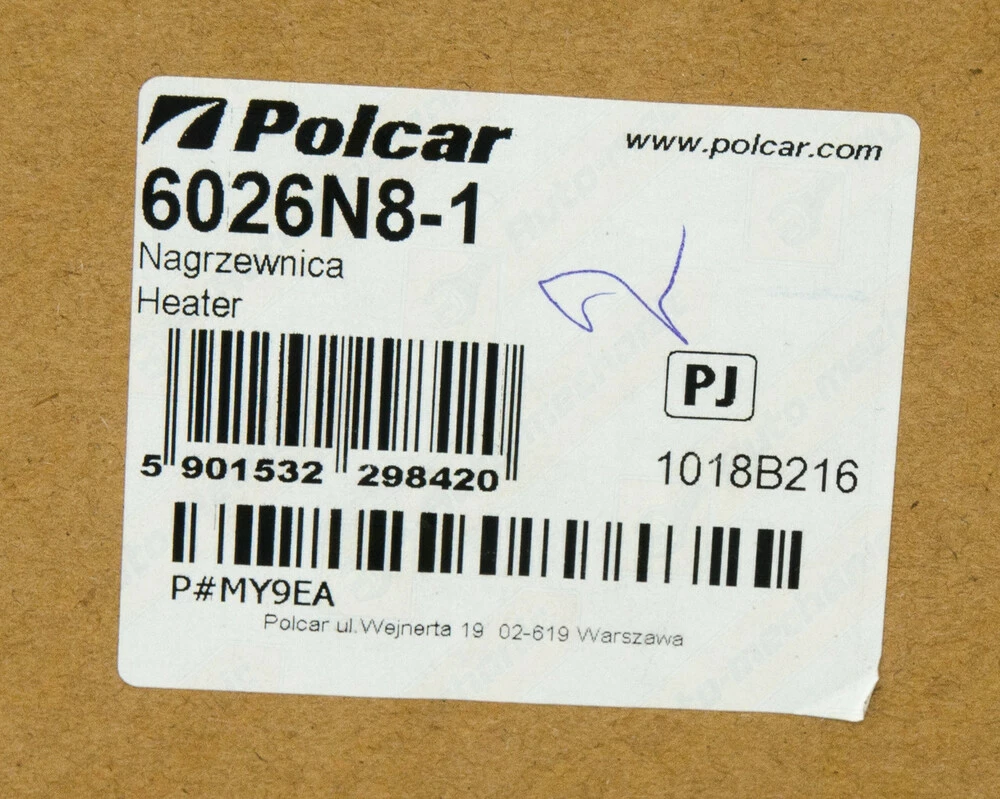 Polcar
www.polcar.com
6026N8-1
Nagrzewnica
Heater
PJ
5 901532 298420
1018B216
P#MY9EA
Polcar ul.Wejnerta 19 02-619 Warszawa